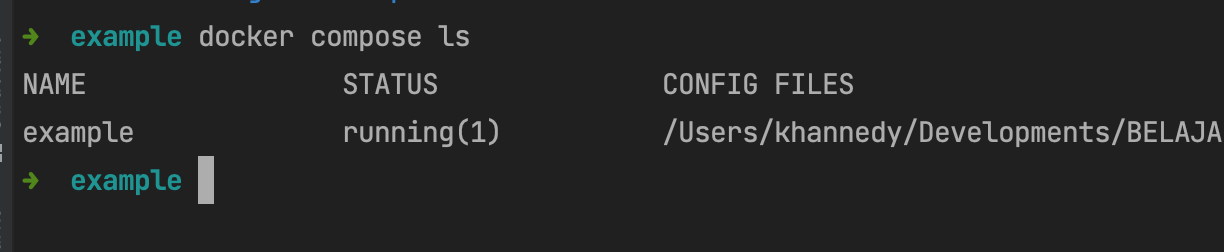 ➜ example docker compose ls
NAME STATUS CONFIG FILES
example running(1) /Users/khannedy/Developments/BELAJA
➜ example